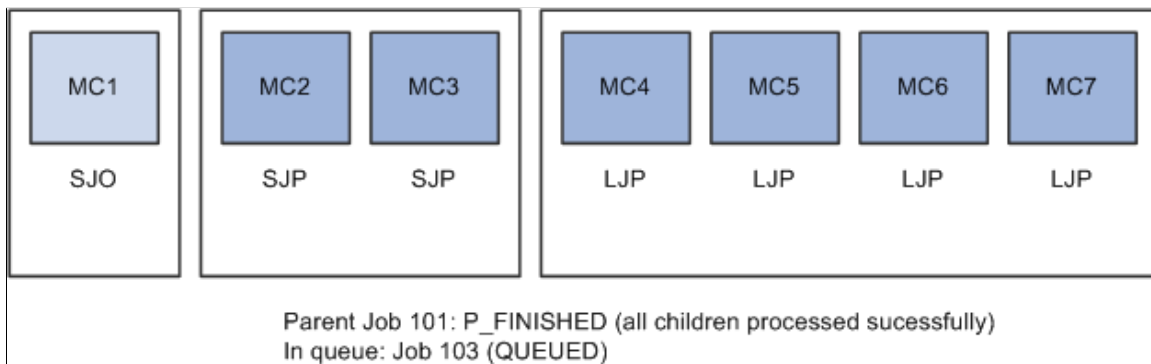 MC1 MC2 MC3 MC4 MC5 MC6 MC7
SJO SJP SJP LJP LJP LJP LJP
Parent Job 101: P_FINISHED (all children processed sucessfully)
In queue: Job 103 (QUEUED)